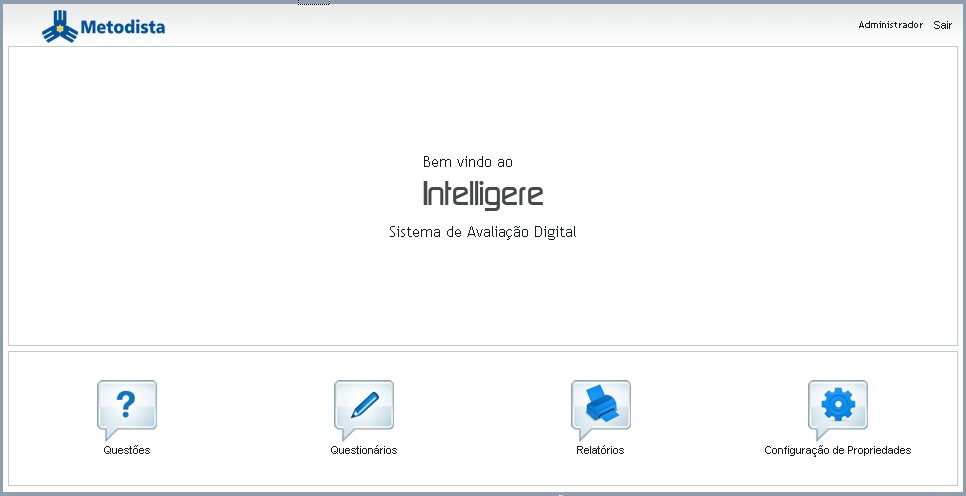 Metodista
Administrador Sair
Bem vindo ao
Intelligere
Sistema de Avaliação Digital
Questões
Questionários
Relatórios
Configuração de Propriedades